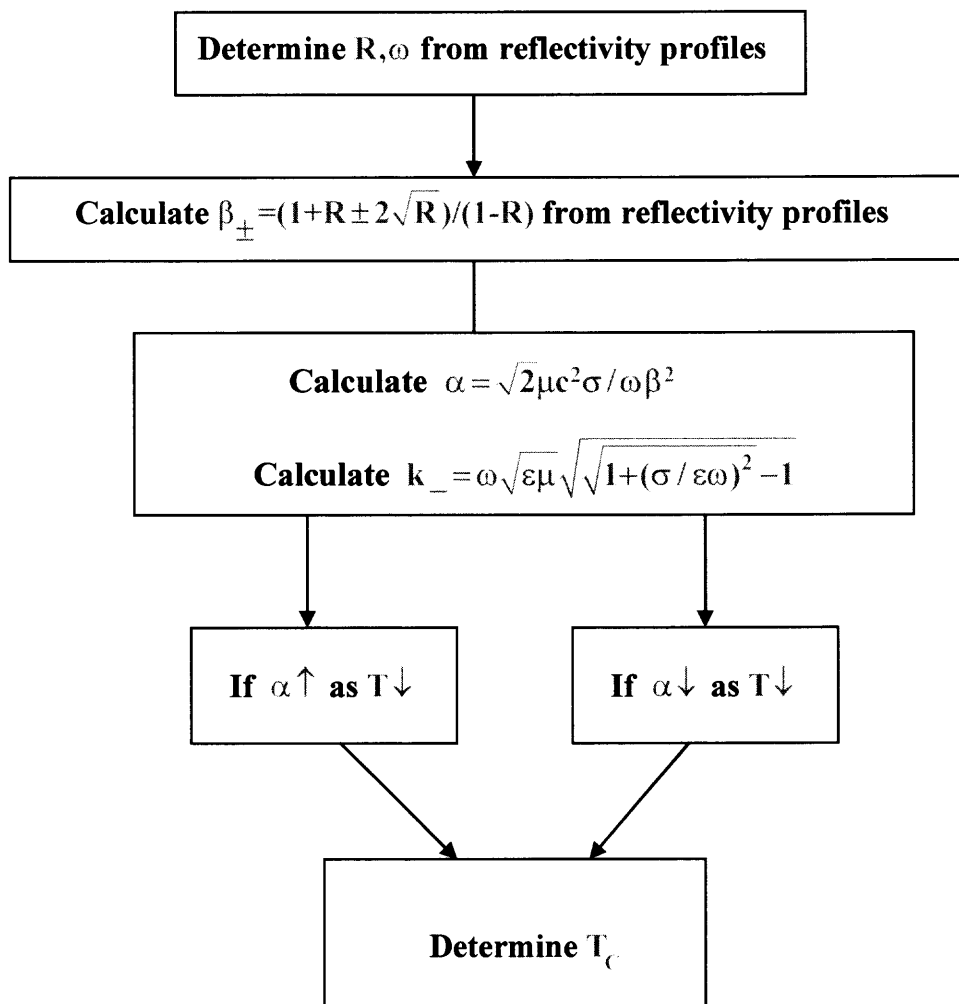 Determine R,ω from reflectivity profiles
Calculate β±=(1+R±2√R)/(1-R) from reflectivity profiles
Calculate α=√2μc²σ/ωβ²
Calculate k_=ω√εμ√√1+(σ/εω)²-1
If α↑ as T↓
If α↓ as T↓
Determine T